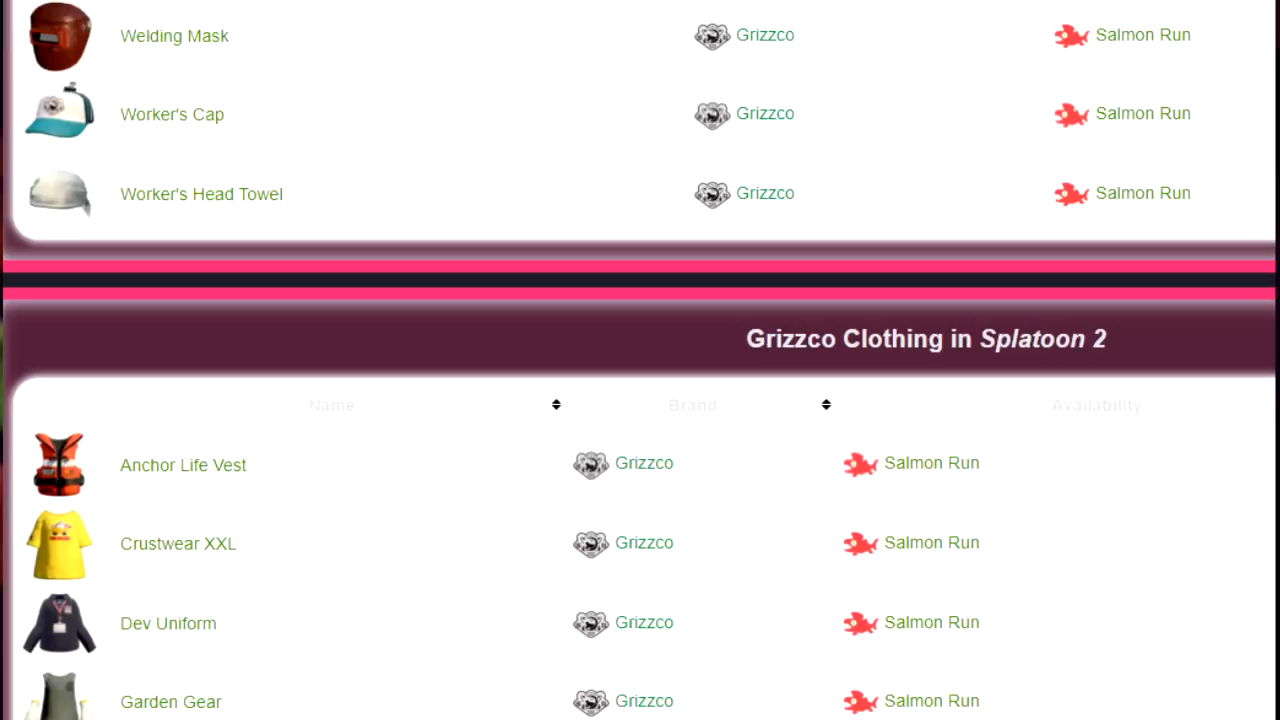 Welding Mask Grizzco Salmon Run
Worker's Cap Grizzco Salmon Run
Worker's Head Towel Grizzco Salmon Run
Grizzco Clothing in Splatoon 2
Name Brand Availability
Anchor Life Vest Grizzco Salmon Run
Crustwear XXL Grizzco Salmon Run
Dev Uniform Grizzco Salmon Run
Garden Gear Grizzco Salmon Run